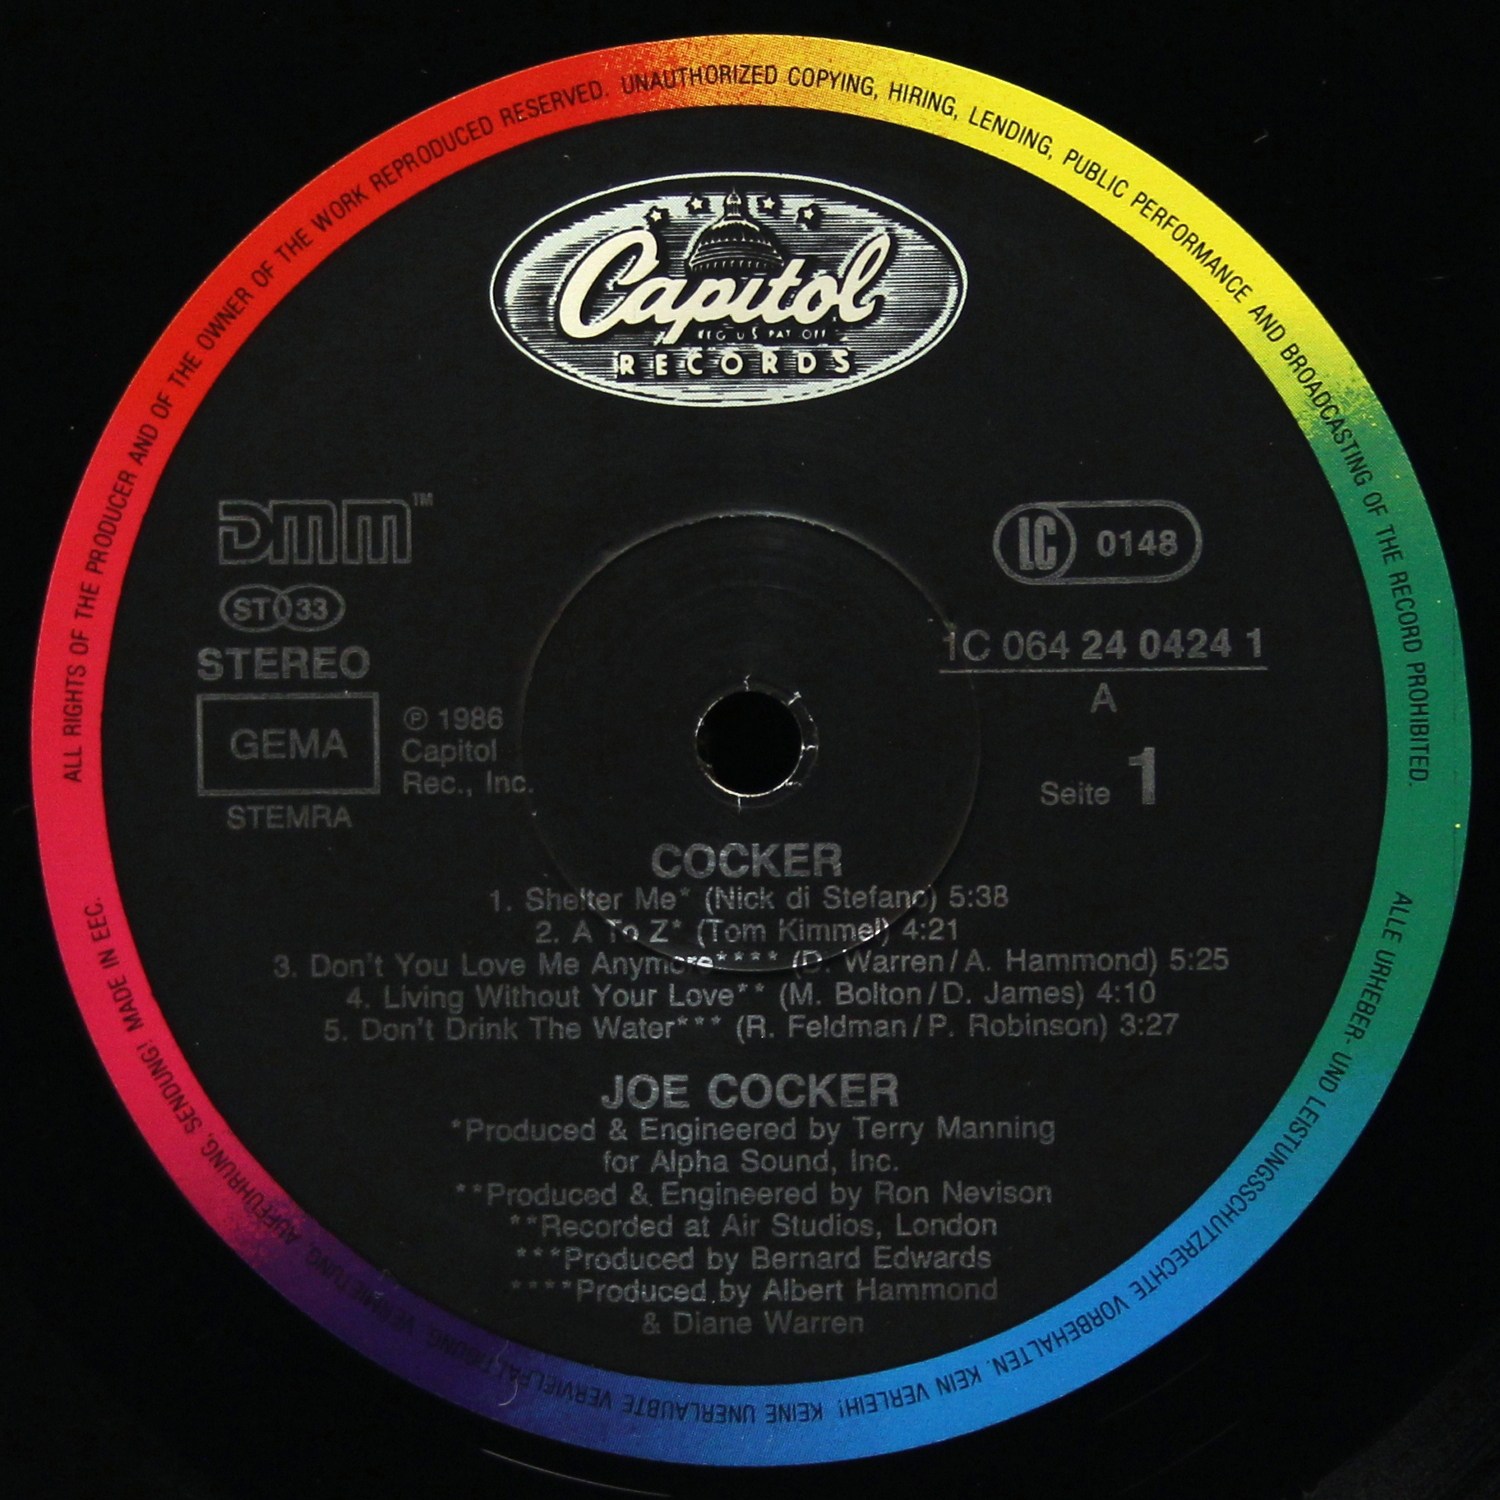 ALL RIGHTS OF THE PRODUCER AND OF THE OWNER OF THE WORK REPRODUCED RESERVED. UNAUTHORIZED COPYING, HIRING, LENDING, PUBLIC PERFORMANCE AND BROADCASTING OF THE RECORD PROHIBITED.
Capitol
REG. U.S. PAT. OFF.
RECORDS
DMM™
ST 33
STEREO
GEMA
STEMRA
℗ 1986
Capitol
Rec., Inc.
LC 0148
1C 064 24 0424 1
A
Seite 1
COCKER
1. Shelter Me* (Nick di Stefano) 5:38
2. A To Z* (Tom Kimmel) 4:21
3. Don't You Love Me Anymore**** (D. Warren/A. Hammond) 5:25
4. Living Without Your Love** (M. Bolton/D. James) 4:10
5. Don't Drink The Water*** (R. Feldman/P. Robinson) 3:27
JOE COCKER
*Produced & Engineered by Terry Manning
for Alpha Sound, Inc.
**Produced & Engineered by Ron Nevison
**Recorded at Air Studios, London
***Produced by Bernard Edwards
****Produced by Albert Hammond
& Diane Warren
ALLE URHEBER- UND LEISTUNGSSCHUTZRECHTE VORBEHALTEN. KEIN VERLEIH! KEINE UNERLAUBTE VERVIELFÄLTIGUNG, VERMIETUNG, AUFFÜHRUNG, SENDUNG! MADE IN EEC.